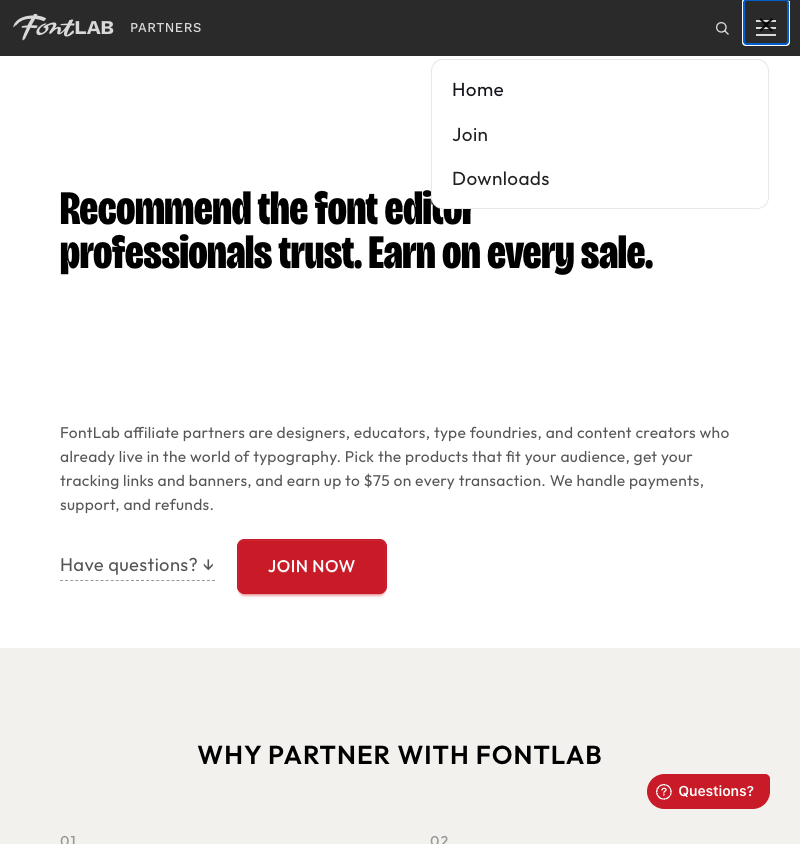 FontLAB PARTNERS
Home
Join
Downloads
Recommend the font editor
professionals trust. Earn on every sale.
FontLab affiliate partners are designers, educators, type foundries, and content creators who
already live in the world of typography. Pick the products that fit your audience, get your
tracking links and banners, and earn up to $75 on every transaction. We handle payments,
support, and refunds.
Have questions? ↓ JOIN NOW
WHY PARTNER WITH FONTLAB
Questions?
01 02